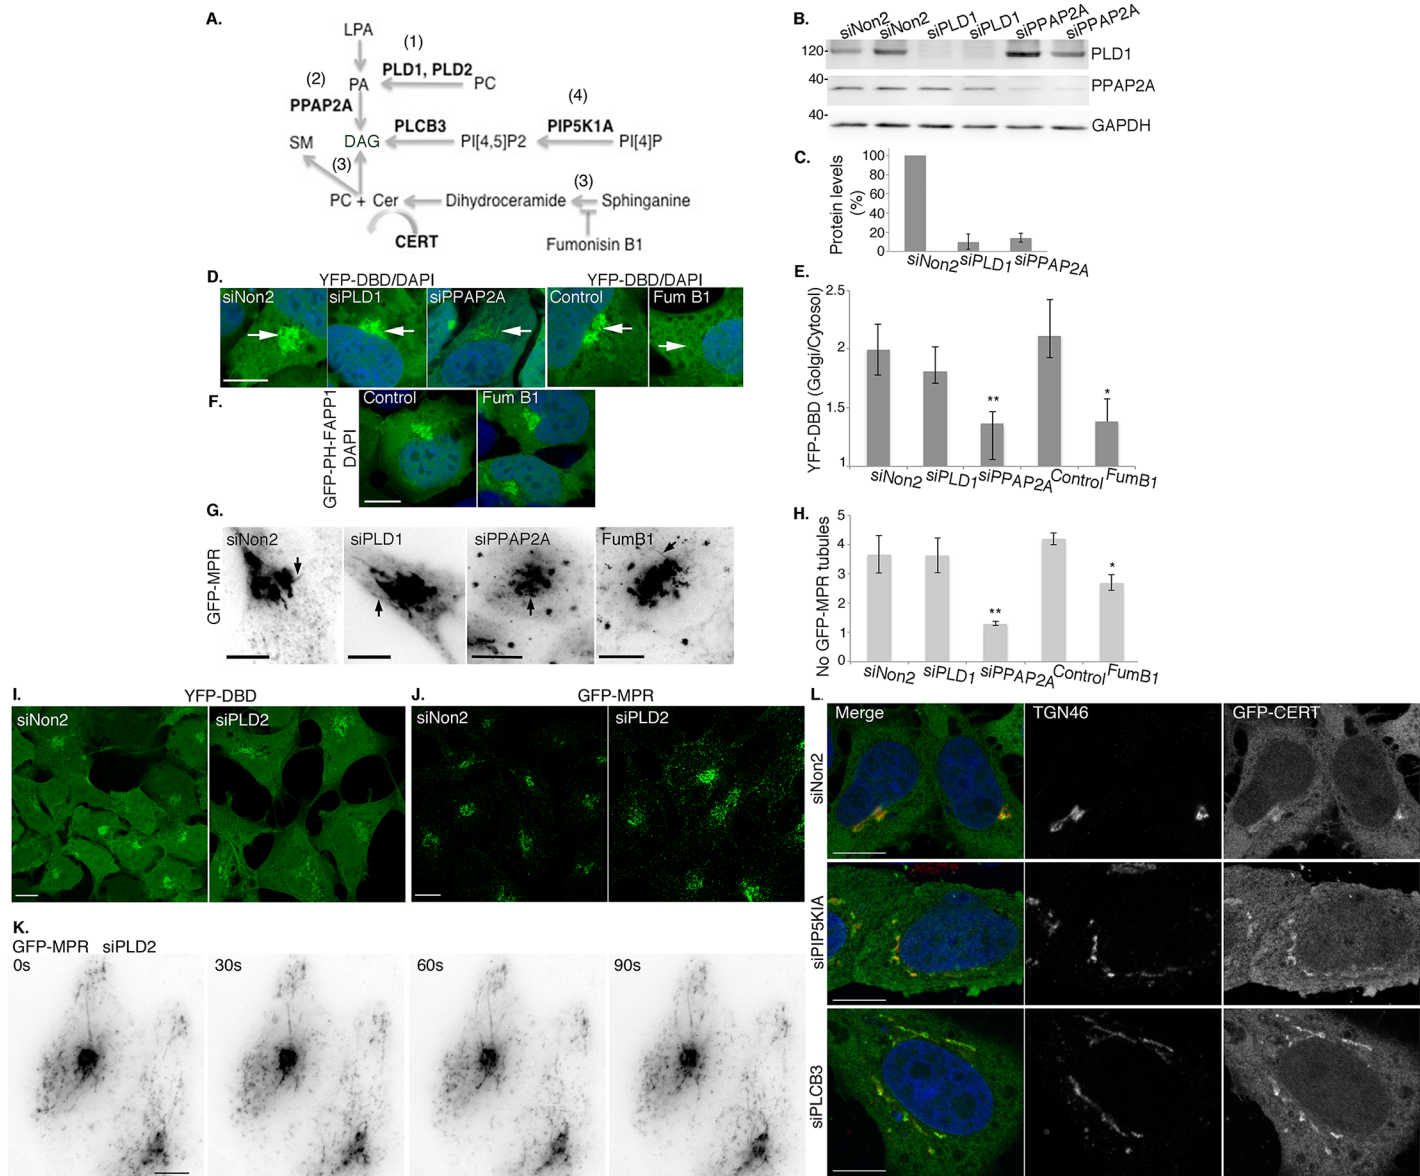 A.
LPA
(1)
(2)
PLD1, PLD2
PA
PC
PPAP2A
(4)
PLCB3
PIP5K1A
SM
DAG
PI[4,5]P2
PI[4]P
(3)
(3)
PC + Cer
Dihydroceramide
Sphinganine
CERT
Fumonisin B1
B.
siNon2
siNon2
siPLD1
siPLD1
siPPAP2A
siPPAP2A
120-
PLD1
40-
PPAP2A
40-
GAPDH
C.
Protein levels
(%)
100
80
60
40
20
0
siNon2
siPLD1
siPPAP2A
D.
YFP-DBD/DAPI
YFP-DBD/DAPI
siNon2
siPLD1
siPPAP2A
Control
Fum B1
E.
YFP-DBD (Golgi/Cytosol)
2.5
2
1.5
1
**
*
siNon2
siPLD1
siPPAP2A
Control
FumB1
F.
GFP-PH-FAPP1
DAPI
Control
Fum B1
G.
GFP-MPR
siNon2
siPLD1
siPPAP2A
FumB1
H.
No GFP-MPR tubules
5
4
3
2
1
0
**
*
siNon2
siPLD1
siPPAP2A
Control
FumB1
I.
YFP-DBD
siNon2
siPLD2
J.
GFP-MPR
siNon2
siPLD2
K.
GFP-MPR siPLD2
0s
30s
60s
90s
L.
Merge
TGN46
GFP-CERT
siNon2
siPIP5KIA
siPLCB3